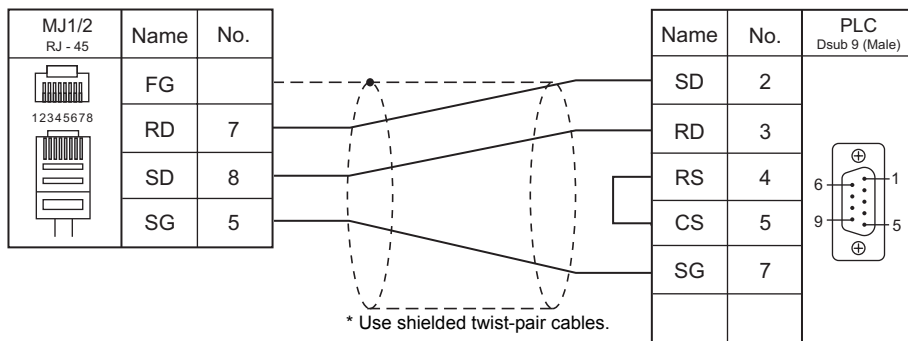 MJ1/2
RJ - 45
Name No.
FG
RD 7
SD 8
SG 5
12345678
Name No.
PLC
Dsub 9 (Male)
SD 2
RD 3
RS 4
CS 5
SG 7
6 1
9 5
* Use shielded twist-pair cables.